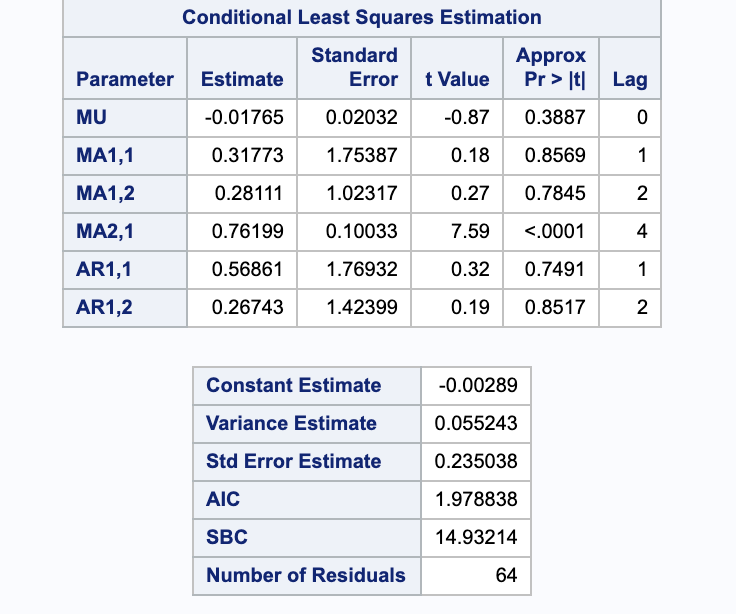 Conditional Least Squares Estimation
Parameter Estimate Standard Error t Value Approx Pr > |t| Lag
MU -0.01765 0.02032 -0.87 0.3887 0
MA1,1 0.31773 1.75387 0.18 0.8569 1
MA1,2 0.28111 1.02317 0.27 0.7845 2
MA2,1 0.76199 0.10033 7.59 <.0001 4
AR1,1 0.56861 1.76932 0.32 0.7491 1
AR1,2 0.26743 1.42399 0.19 0.8517 2
Constant Estimate -0.00289
Variance Estimate 0.055243
Std Error Estimate 0.235038
AIC 1.978838
SBC 14.93214
Number of Residuals 64